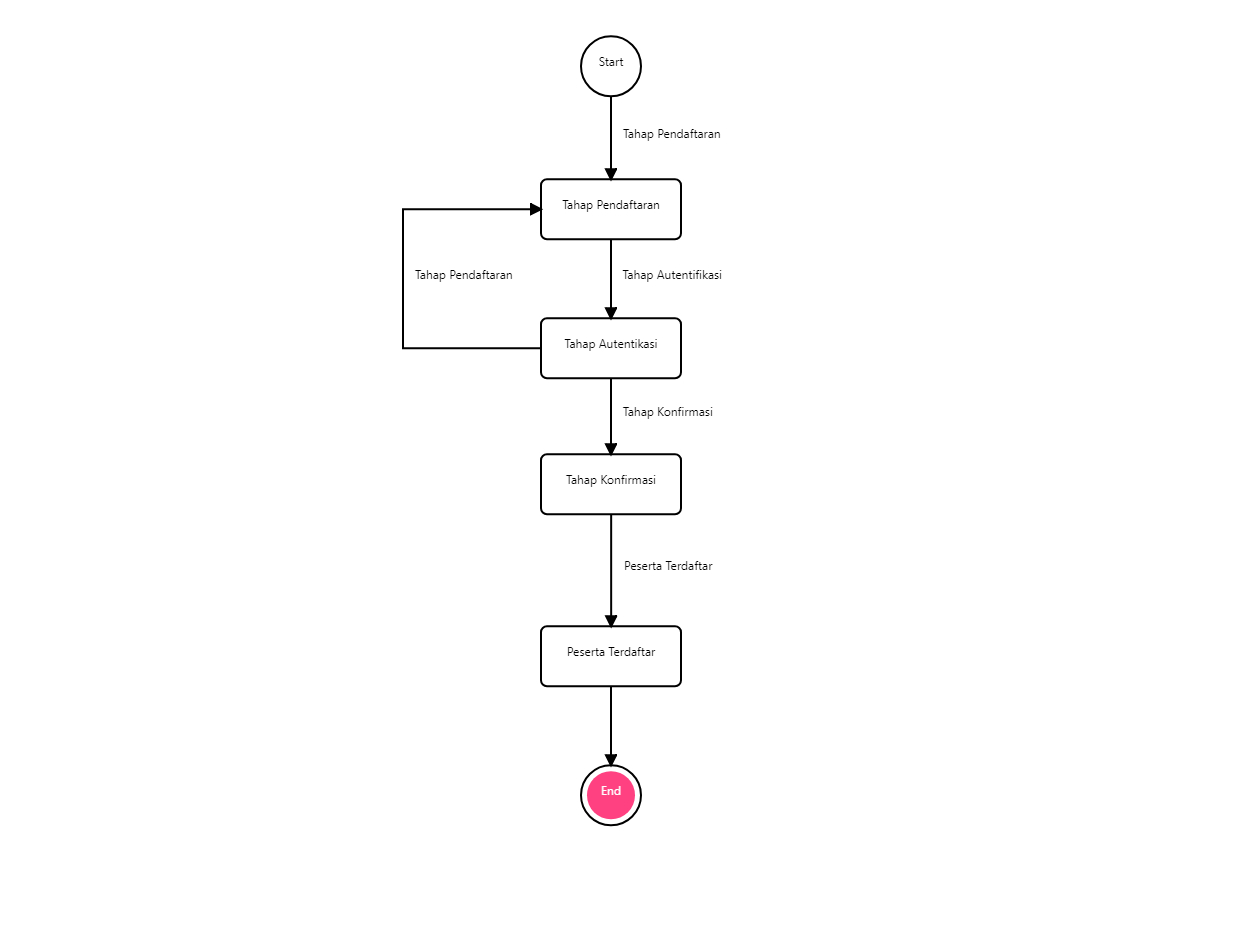 Start
Tahap Pendaftaran
Tahap Pendaftaran
Tahap Pendaftaran
Tahap Autentifikasi
Tahap Autentikasi
Tahap Konfirmasi
Tahap Konfirmasi
Peserta Terdaftar
Peserta Terdaftar
End